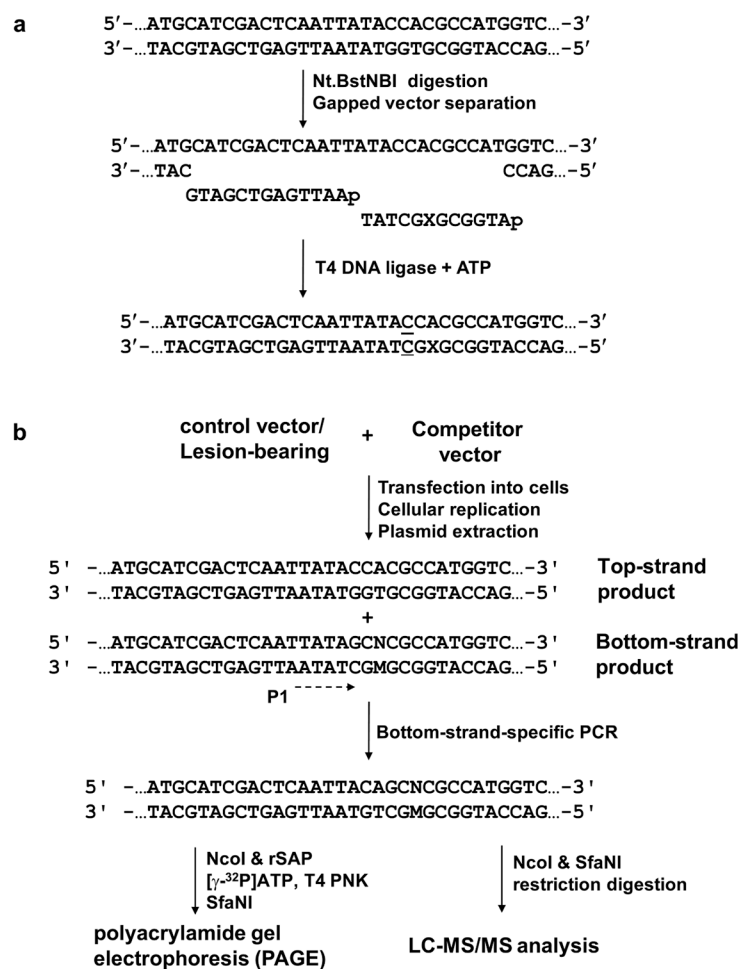 a
5′–…ATGCATCGACTCAATTATACCACGCCATGGTC…–3′
3′–…TACGTAGCTGAGTTAATATGGTGCGGTACCAG…–5′
Nt.BstNBI digestion
Gapped vector separation
5′–…ATGCATCGACTCAATTATACCACGCCATGGTC…–3′
3′–…TAC CCAG…–5′
GTAGCTGAGTTAAp
TATCGXGCGGTAp
T4 DNA ligase + ATP
5′–…ATGCATCGACTCAATTATACCACGCCATGGTC…–3′
3′–…TACGTAGCTGAGTTAATATCGXGCGGTACCAG…–5′
b
control vector/
Lesion-bearing
+
Competitor
vector
Transfection into cells
Cellular replication
Plasmid extraction
5' –…ATGCATCGACTCAATTATACCACGCCATGGTC…–3'
3' –…TACGTAGCTGAGTTAATATGGTGCGGTACCAG…–5'
Top-strand
product
+
5' –…ATGCATCGACTCAATTATAGCNCGCCATGGTC…–3'
3' –…TACGTAGCTGAGTTAATATCGMGCGGTACCAG…–5'
Bottom-strand
product
P1
Bottom-strand-specific PCR
5' –…ATGCATCGACTCAATTACAGCNCGCCATGGTC…–3'
3' –…TACGTAGCTGAGTTAATGTCGMGCGGTACCAG…–5'
NcoI & rSAP
[γ-³²P]ATP, T4 PNK
SfaNI
NcoI & SfaNI
restriction digestion
polyacrylamide gel
electrophoresis (PAGE)
LC-MS/MS analysis